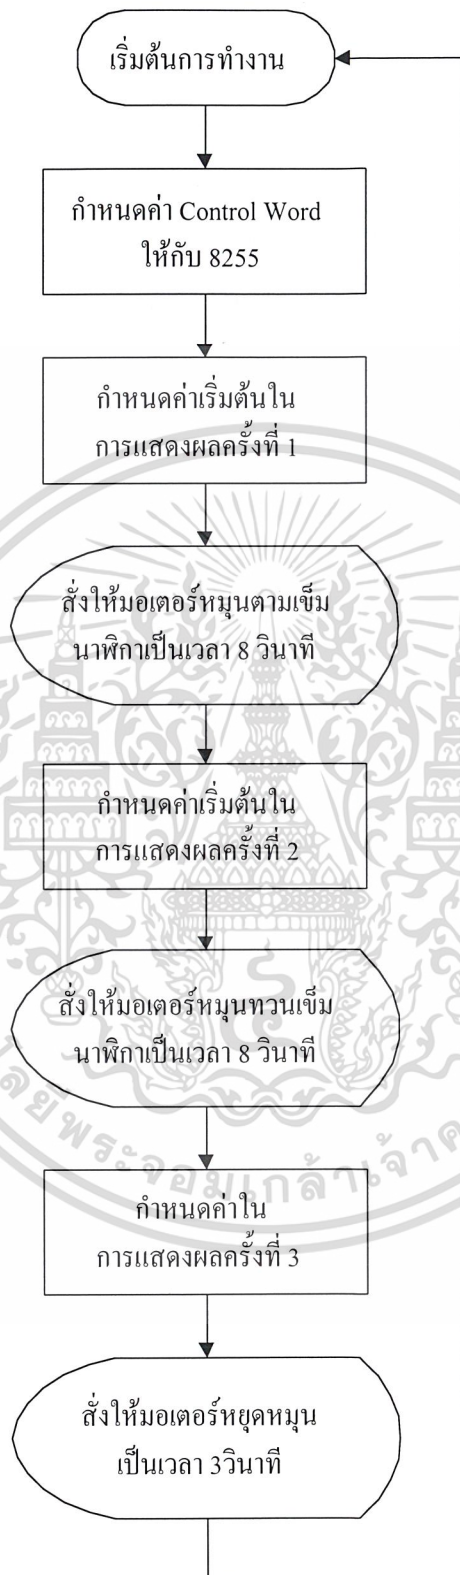 เริ่มต้นการทำงาน
กำหนดค่า Control Word
ให้กับ 8255
กำหนดค่าเริ่มต้นใน
การแสดงผลครั้งที่ 1
สั่งให้มอเตอร์หมุนตามเข็ม
นาฬิกาเป็นเวลา 8 วินาที
กำหนดค่าเริ่มต้นใน
การแสดงผลครั้งที่ 2
สั่งให้มอเตอร์หมุนทวนเข็ม
นาฬิกาเป็นเวลา 8 วินาที
กำหนดค่าใน
การแสดงผลครั้งที่ 3
สั่งให้มอเตอร์หยุดหมุน
เป็นเวลา 3วินาที